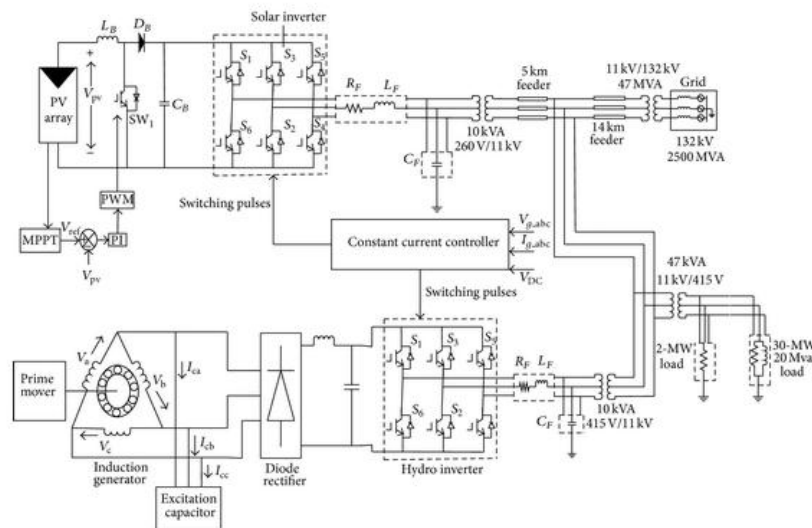 L_B
D_B
Solar inverter
PV
array
V_pv
+
−
SW_1
C_B
S_1
S_3
S_5
S_6
S_2
S_4
R_F
L_F
C_F
10 kVA
260 V/11 kV
5 km
feeder
14 km
feeder
11 kV/132 kV
47 MVA
Grid
132 kV
2500 MVA
PWM
MPPT
V_ref
PI
V_pv
Switching pulses
Constant current controller
V_g,abc
I_g,abc
V_DC
Switching pulses
47 kVA
11 kV/415 V
2-MW
load
30-MW
20 Mva
load
Prime
mover
V_a
V_b
V_c
I_ca
I_cb
I_cc
Induction
generator
Excitation
capacitor
Diode
rectifier
S_1
S_3
S_6
S_2
Hydro inverter
R_F
L_F
C_F
10 kVA
415 V/11 kV